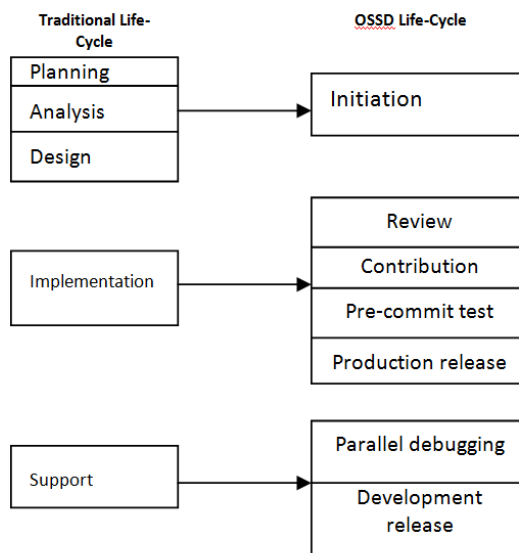 Traditional Life-
Cycle
OSSD Life-Cycle
Planning
Analysis
Design
Initiation
Implementation
Review
Contribution
Pre-commit test
Production release
Support
Parallel debugging
Development
release